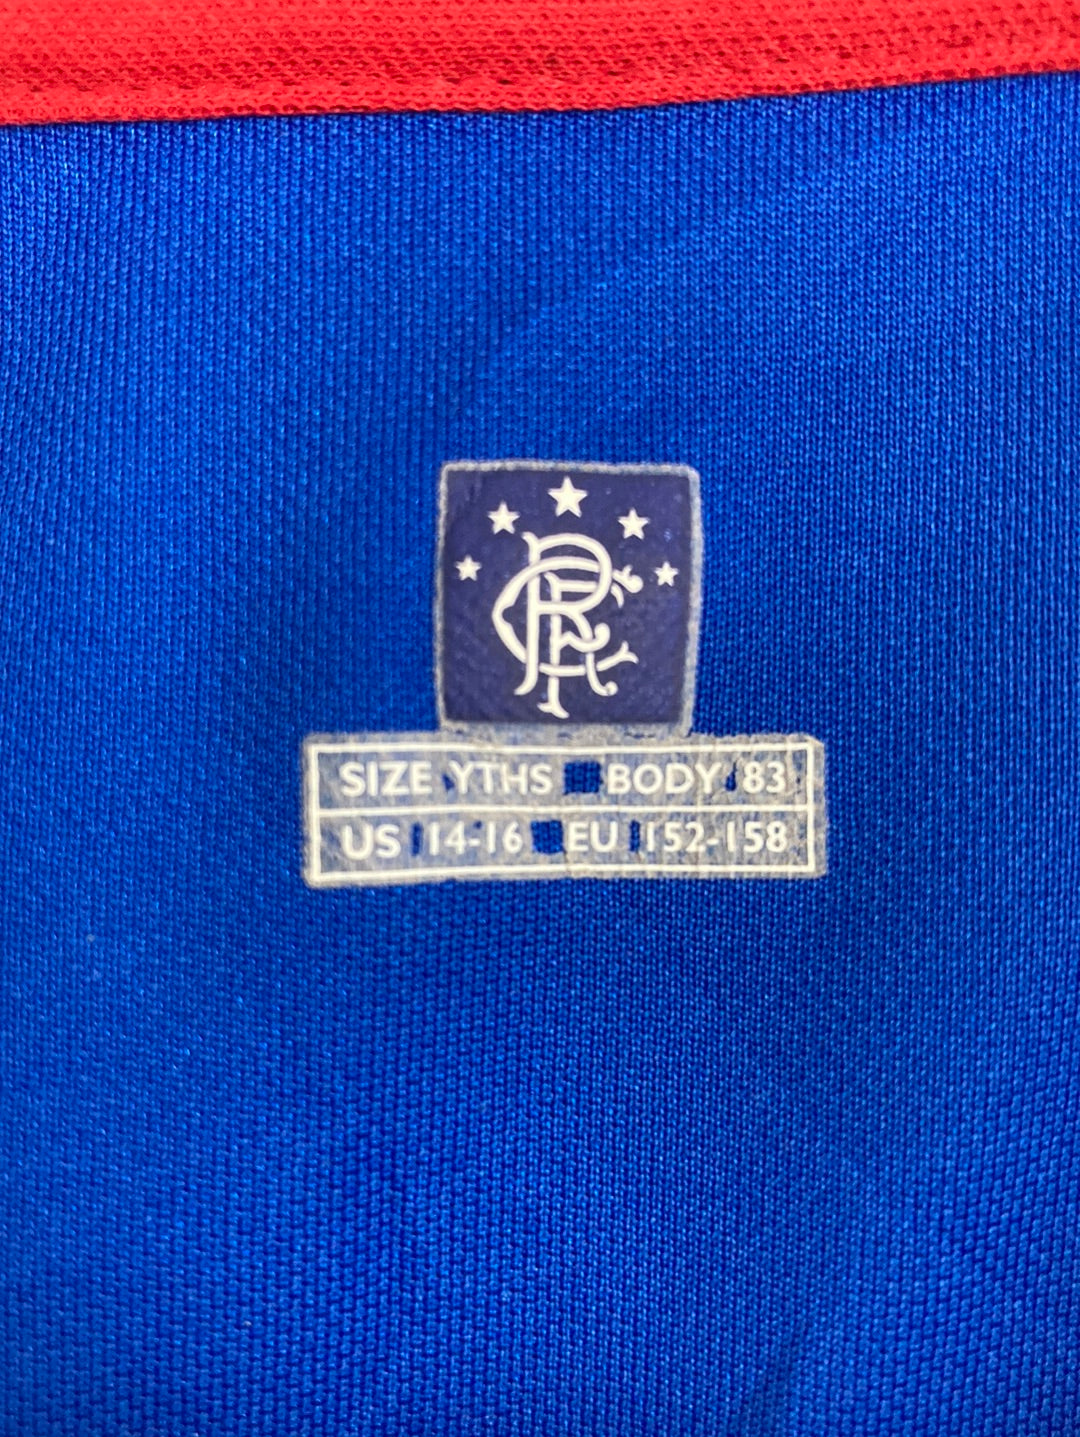 RFC
SIZE YTHS BODY 83
US 14-16 EU 152-158